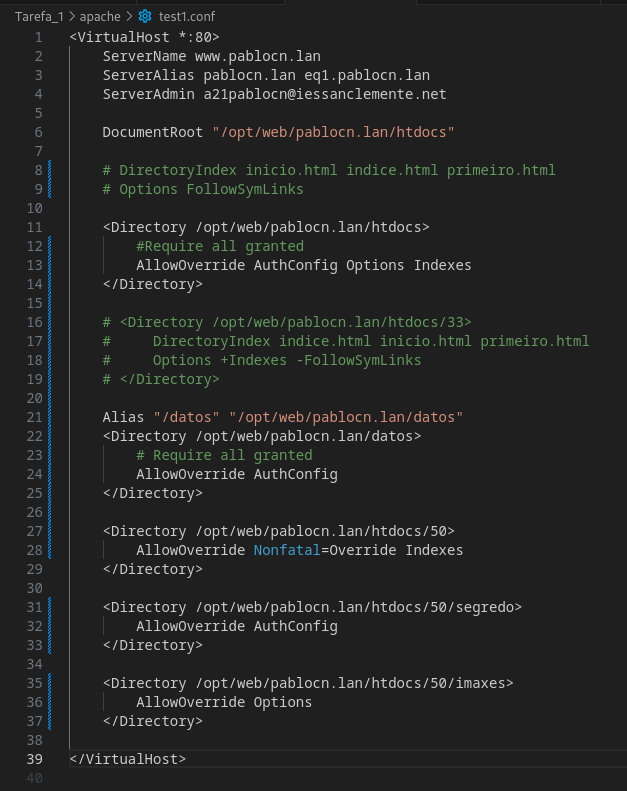 Tarefa_1 > apache > test1.conf
1 <VirtualHost *:80>
2     ServerName www.pablocn.lan
3     ServerAlias pablocn.lan eq1.pablocn.lan
4     ServerAdmin a21pablocn@iessanclemente.net
5
6     DocumentRoot "/opt/web/pablocn.lan/htdocs"
7
8     # DirectoryIndex inicio.html indice.html primeiro.html
9     # Options FollowSymLinks
10
11     <Directory /opt/web/pablocn.lan/htdocs>
12         #Require all granted
13         AllowOverride AuthConfig Options Indexes
14     </Directory>
15
16     # <Directory /opt/web/pablocn.lan/htdocs/33>
17     #     DirectoryIndex indice.html inicio.html primeiro.html
18     #     Options +Indexes -FollowSymLinks
19     # </Directory>
20
21     Alias "/datos" "/opt/web/pablocn.lan/datos"
22     <Directory /opt/web/pablocn.lan/datos>
23         # Require all granted
24         AllowOverride AuthConfig
25     </Directory>
26
27     <Directory /opt/web/pablocn.lan/htdocs/50>
28         AllowOverride Nonfatal=Override Indexes
29     </Directory>
30
31     <Directory /opt/web/pablocn.lan/htdocs/50/segredo>
32         AllowOverride AuthConfig
33     </Directory>
34
35     <Directory /opt/web/pablocn.lan/htdocs/50/imaxes>
36         AllowOverride Options
37     </Directory>
38
39 </VirtualHost>
40